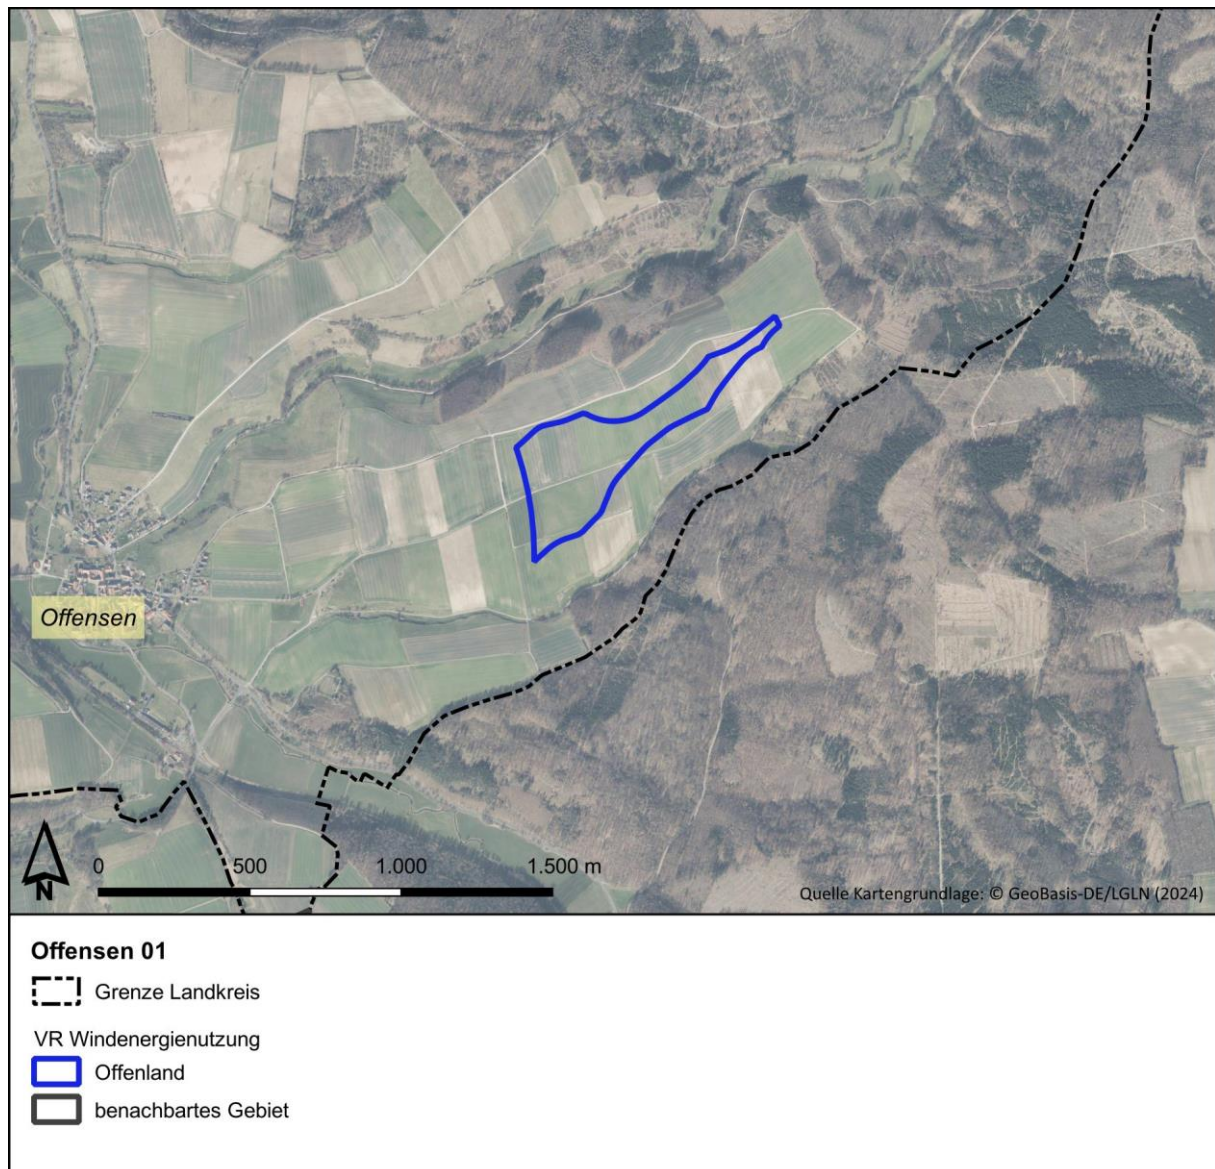 Offensen
N
0 500 1.000 1.500 m
Quelle Kartengrundlage: © GeoBasis-DE/LGLN (2024)
Offensen 01
Grenze Landkreis
VR Windenergienutzung
Offenland
benachbartes Gebiet